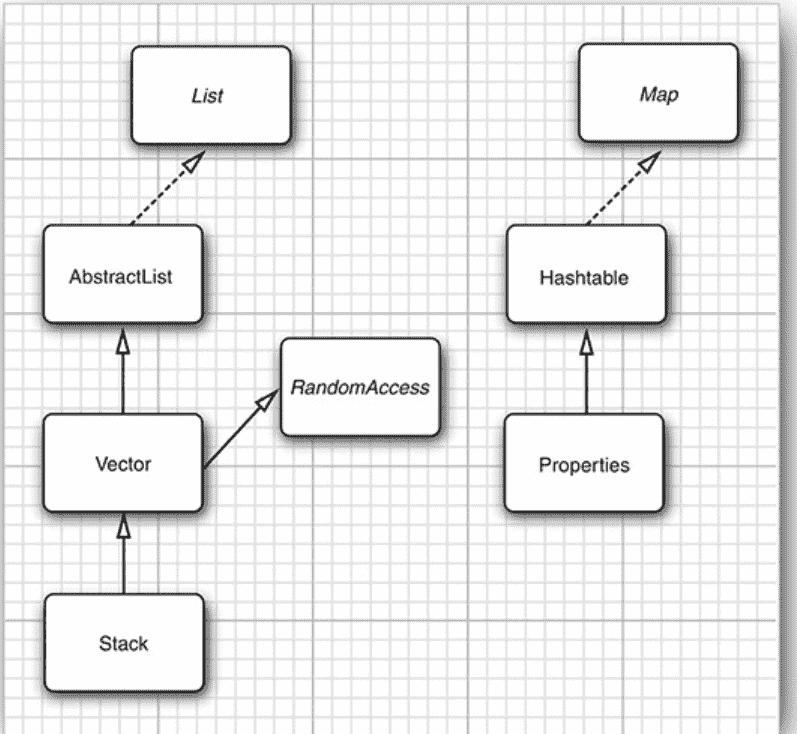 List
Map
AbstractList
Hashtable
RandomAccess
Vector
Properties
Stack